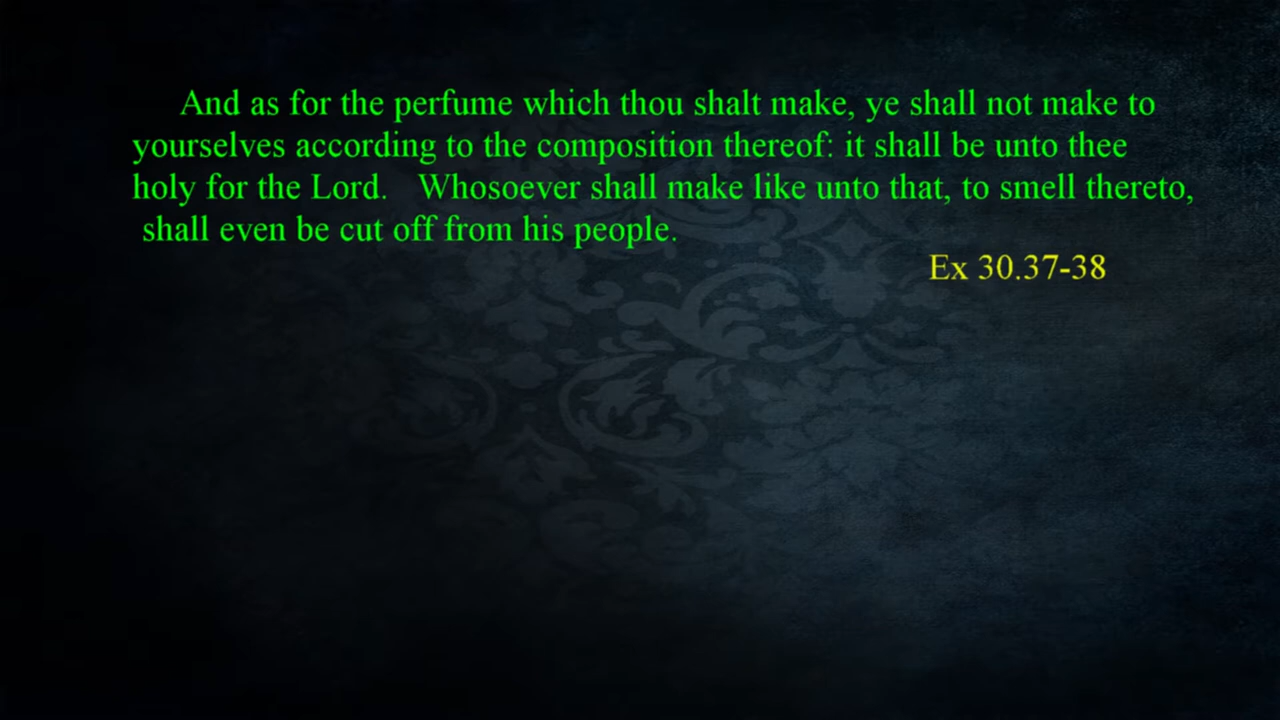 And as for the perfume which thou shalt make, ye shall not make to
yourselves according to the composition thereof: it shall be unto thee
holy for the Lord. Whosoever shall make like unto that, to smell thereto,
shall even be cut off from his people.
Ex 30.37-38